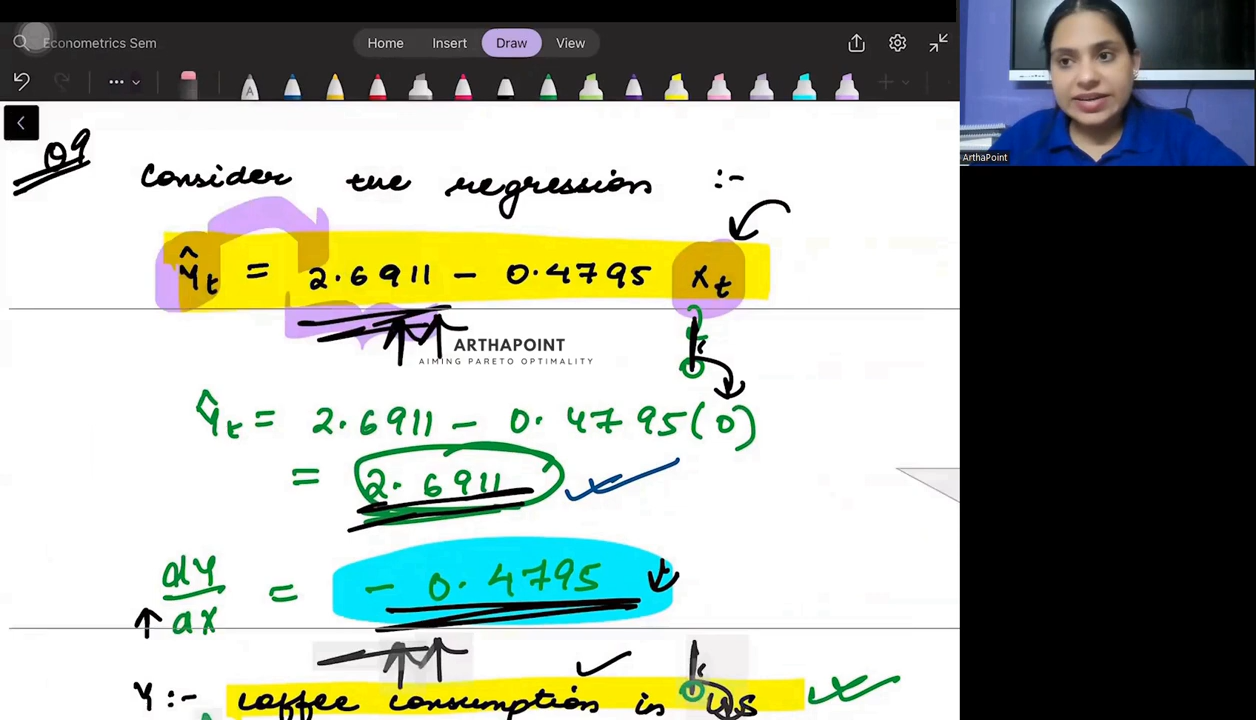 Econometrics Sem
Home Insert Draw View
A
Q9 Consider the regression :-
Ŷt = 2.6911 - 0.4795 Xt
ARTHAPOINT
AIMING PARETO OPTIMALITY
Ŷt = 2.6911 - 0.4795(0)
= 2.6911
dY/dX = - 0.4795
Y :- coffee consumption in US
ArthaPoint